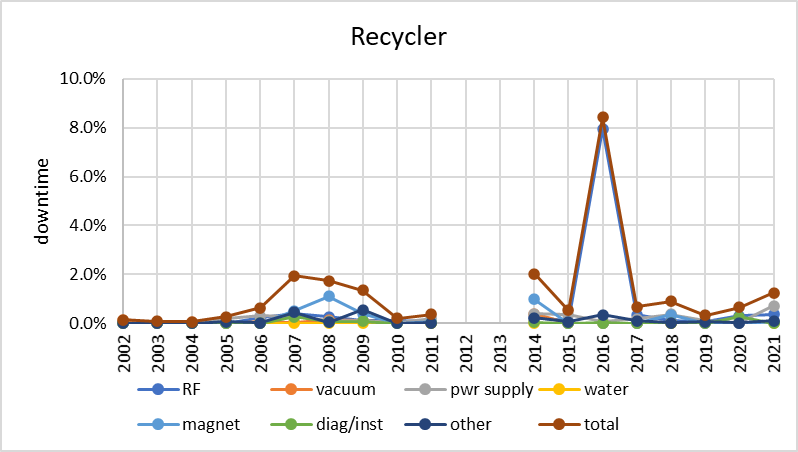 Recycler
10.0%
8.0%
6.0%
4.0%
2.0%
0.0%
downtime
2002 2003 2004 2005 2006 2007 2008 2009 2010 2011 2012 2013 2014 2015 2016 2017 2018 2019 2020 2021
RF vacuum pwr supply water
magnet diag/inst other total